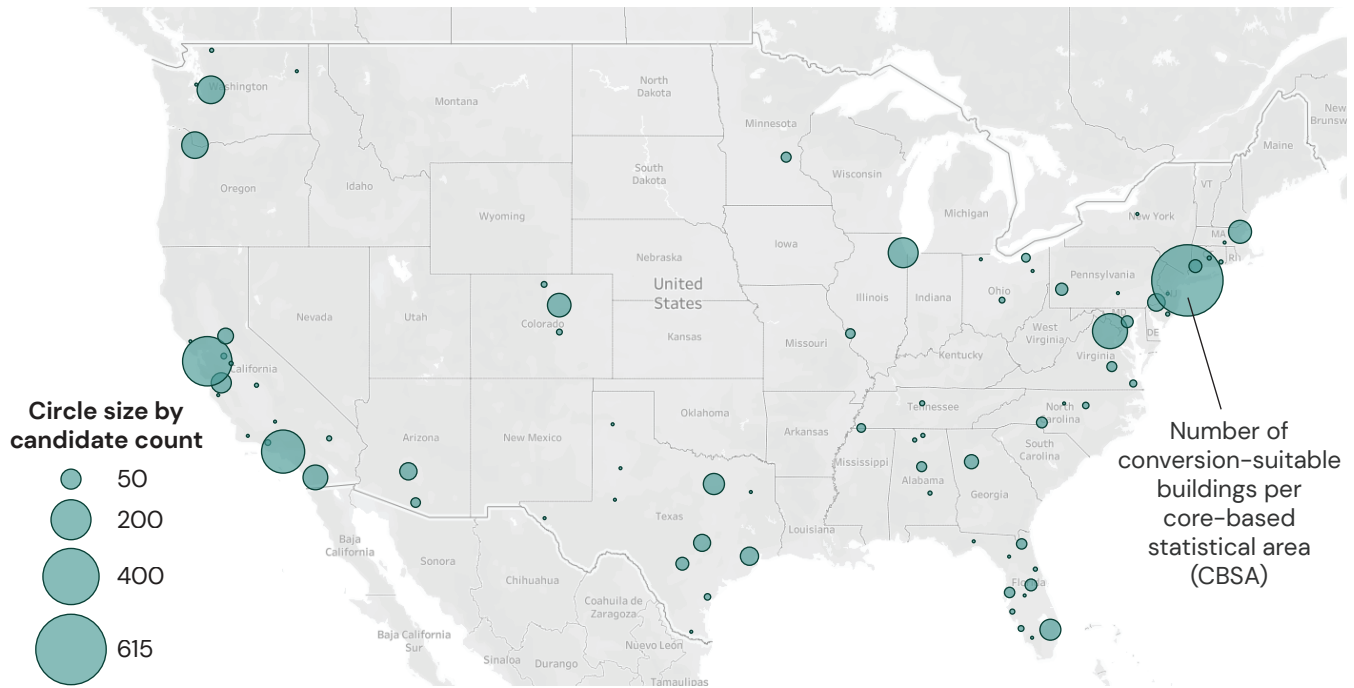 Washington
Montana
North
Dakota
Minnesota
Oregon
Idaho
South
Dakota
Wisconsin
Michigan
Wyoming
Iowa
Nebraska
New York
VT
Maine
New
Brunsw
MA
RI
Nevada
Utah
Colorado
United
States
Kansas
Missouri
Illinois
Indiana
Ohio
Pennsylvania
MD
DE
West
Virginia
Virginia
Kentucky
California
Arizona
New Mexico
Oklahoma
Arkansas
Tennessee
North
Carolina
South
Carolina
Mississippi
Alabama
Georgia
Texas
Louisiana
Florida
Baja
California
Sonora
Chihuahua
Coahuila de
Zaragoza
Baja California
Sur
Sinaloa
Durango
Nuevo León
Tamaulipas
Circle size by
candidate count
50
200
400
615
Number of
conversion-suitable
buildings per
core-based
statistical area
(CBSA)